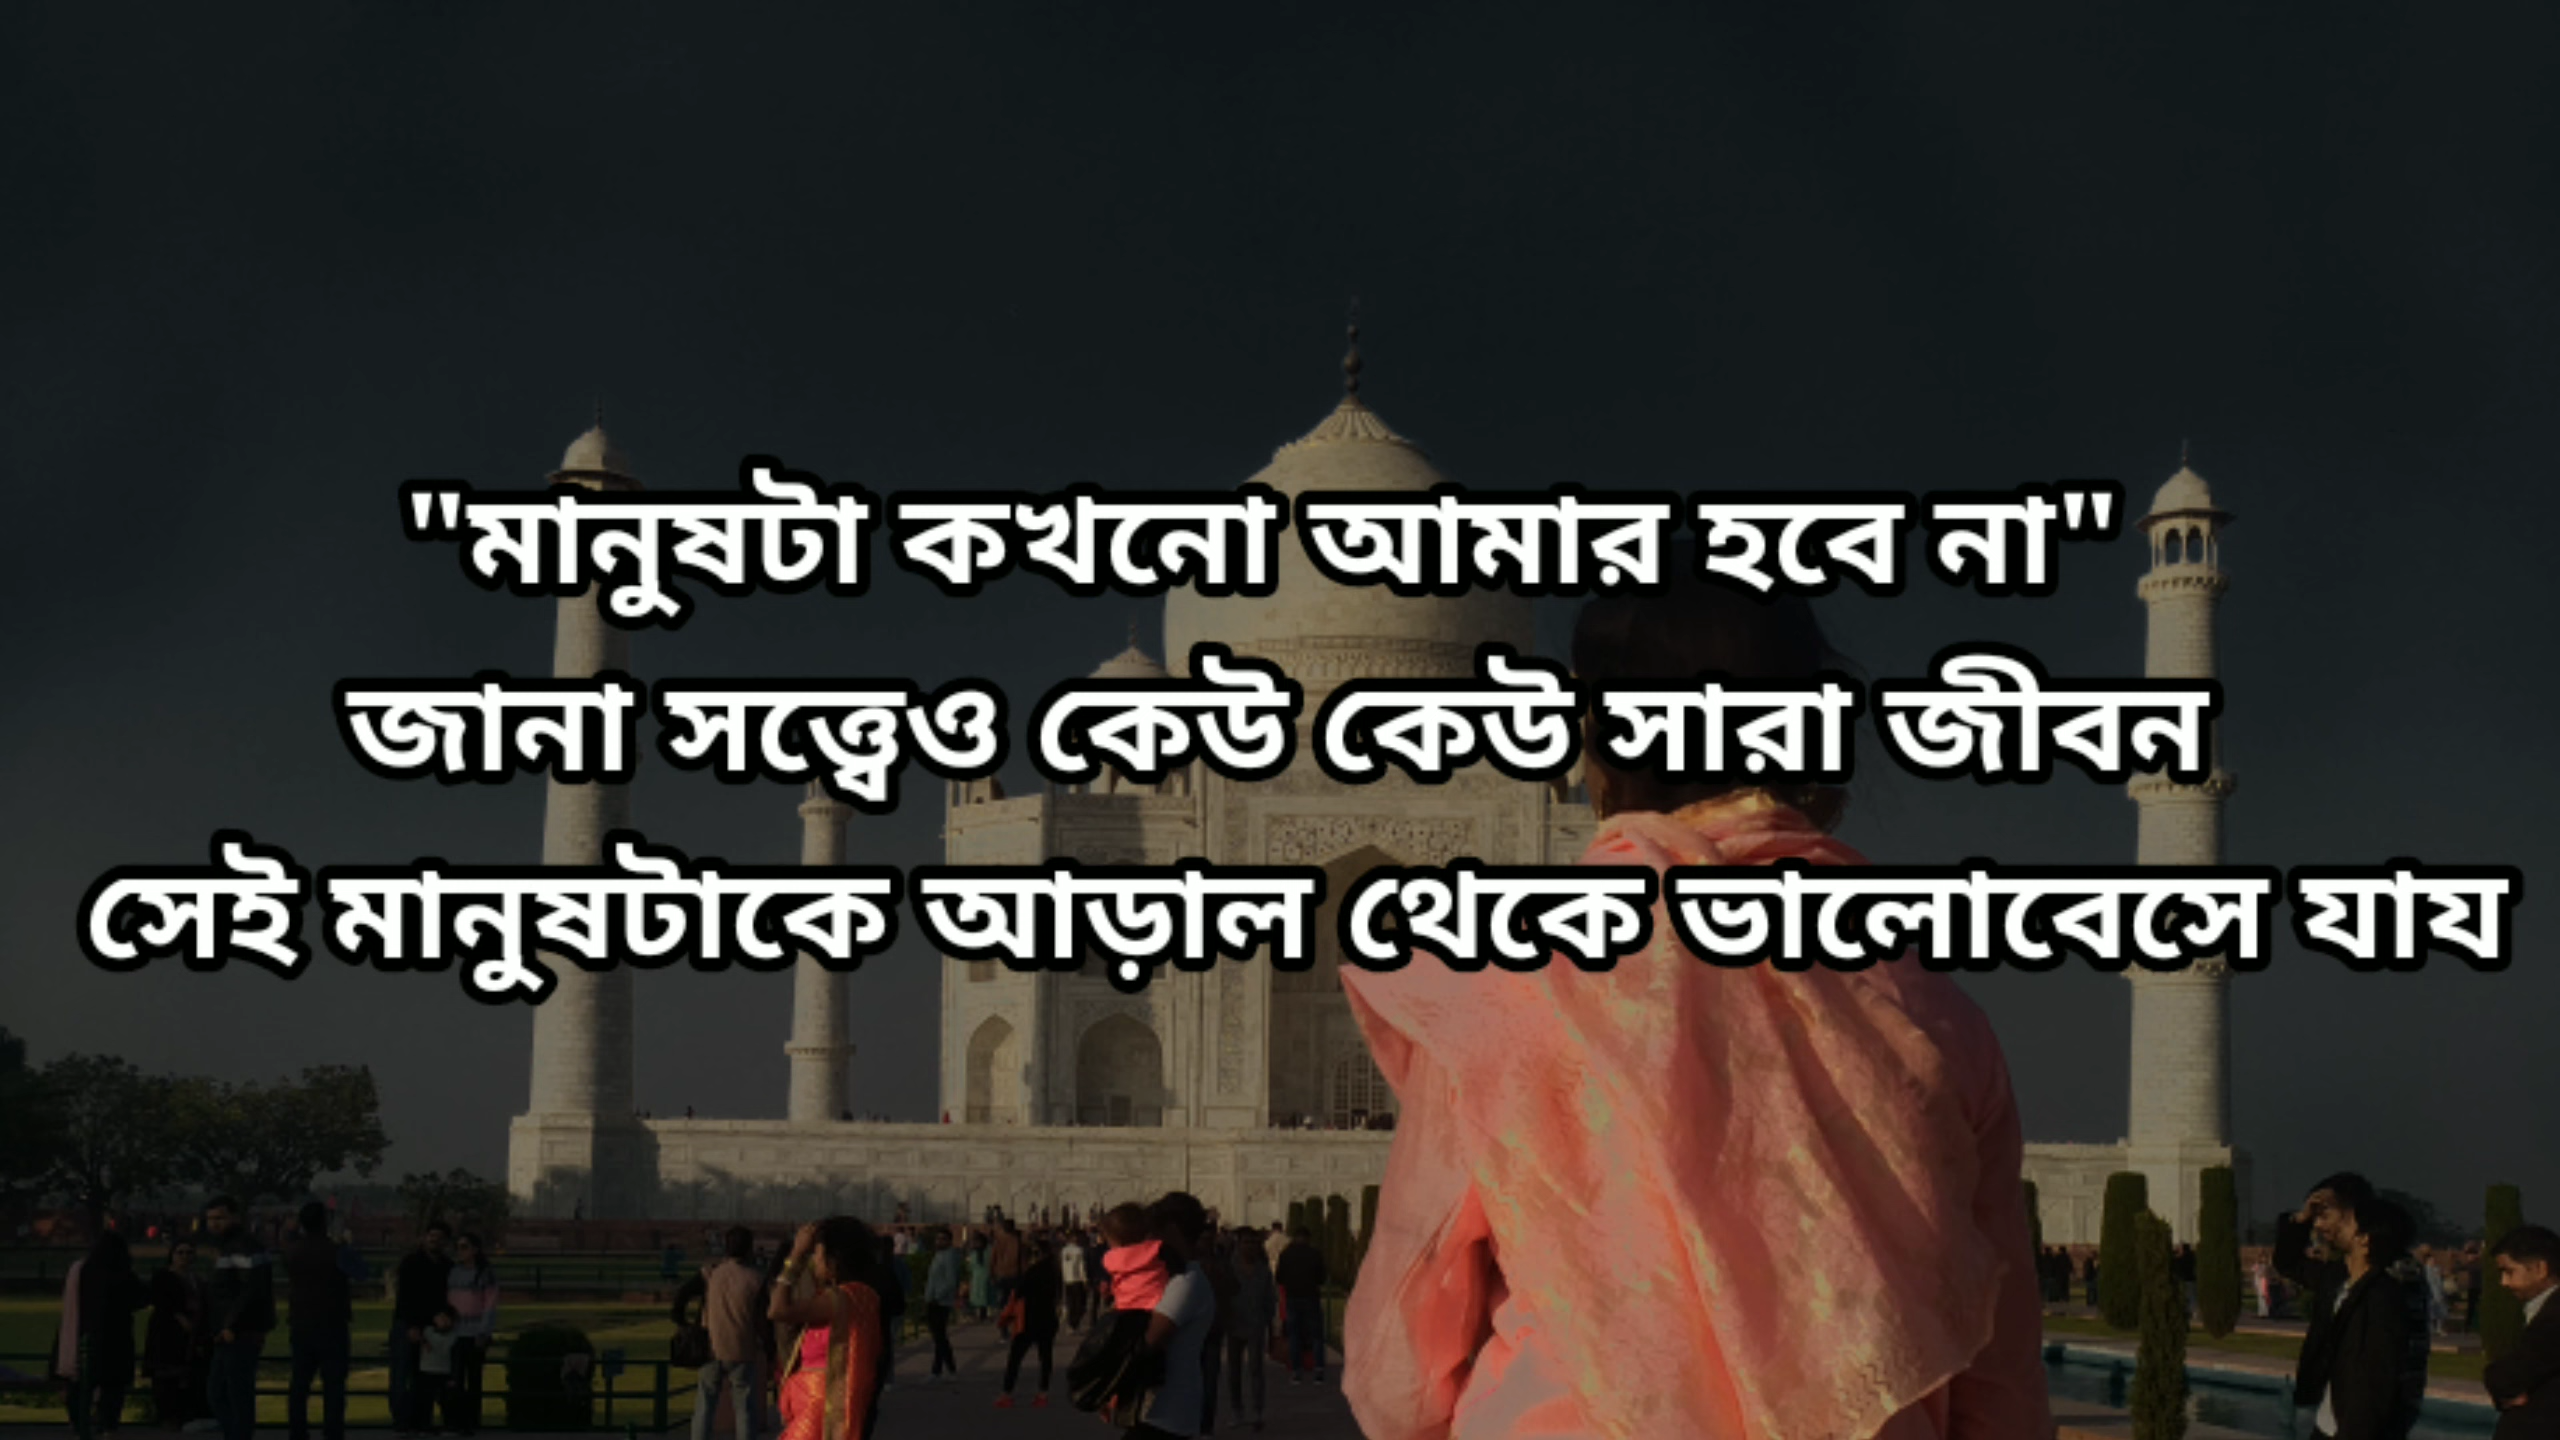 "মানুষটা কখনো আমার হবে না"
জানা সত্ত্বেও কেউ কেউ সারা জীবন
সেই মানুষটাকে আড়াল থেকে ভালোবেসে যায